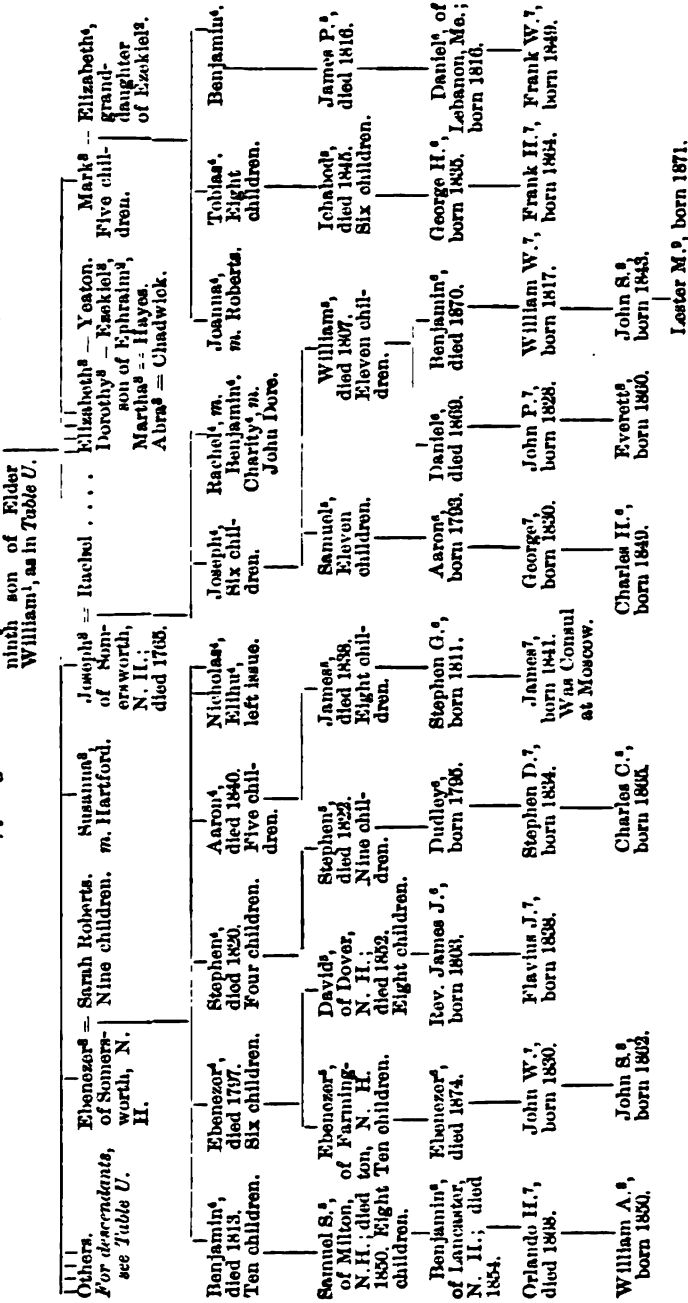 ninth son of Elder
William¹, as in Table U.
Others.
For descendants,
see Table U.
Ebenezer³ = Sarah Roberts.
of Somers- Nine children.
worth, N.
H.
Susanna³,
m. Hartford.
Joseph³ = Rachel . . . .
of Som-
ersworth,
N. H.;
died 1765.
Elizabeth³ – Yeaton.
Dorothy³ – Ezekiel³,
son of Ephraim²,
Martha³ = Hayes.
Abra³ = Chadwick.
Mark³ – Elizabeth⁴,
Five chil- grand-
dren. daughter
of Ezekiel².
Benjamin⁴,
died 1813.
Ten children.
Ebenezer⁴,
died 1797.
Six children.
Stephen⁴,
died 1820.
Four children.
Aaron⁴,
died 1840.
Five chil-
dren.
Nicholas⁴,
Elihu⁴,
left issue.
Joseph⁴,
Six chil-
dren.
Rachel⁴, m.
Benjamin⁴.
Charity⁴, m.
John Dore.
Joanna⁴,
m. Roberts.
Tobias⁴.
Eight
children.
Benjamin⁴.
Samuel S.⁵,
of Milton,
N.H.; died
1850. Eight
children.
Ebenezer⁵,
of Farming-
ton, N. H.
Ten children.
David⁵,
of Dover,
N. H.;
died 1852.
Eight children.
Stephen⁵
died 1822.
Nine chil-
dren.
James⁵,
died 1838.
Eight chil-
dren.
Samuel⁵,
Eleven
children.
William⁵,
died 1807.
Eleven chil-
dren.
Ichabod⁵,
died 1845.
Six children.
James P.⁵,
died 1816.
Benjamin⁶,
of Lancaster,
N. H.; died
1854.
Ebenezer⁶,
died 1874.
Rev. James J.⁶,
born 1803.
Dudley⁶,
born 1795.
Stephen G.⁶,
born 1811.
Aaron⁶,
born 1793.
Daniel⁶,
died 1869.
Benjamin⁶,
died 1870.
George H.⁶,
born 1835.
Daniel⁶, of
Lebanon, Me.;
born 1816.
Orlando H.⁷,
died 1898.
John W.⁷,
born 1830.
Flavius J.⁷,
born 1838.
Stephen D.⁷,
born 1834.
James⁷,
born 1841.
Was Consul
at Moscow.
George⁷,
born 1830.
John P.⁷,
born 1828.
William W.⁷,
born 1817.
Frank H.⁷,
born 1864.
Frank W.⁷,
born 1849.
William A.⁸,
born 1850.
John S.⁸,
born 1862.
Charles C.⁸,
born 1865.
Charles H.⁸,
born 1849.
Everett⁸,
born 1860.
John S.⁸,
born 1843.
Lester M.⁹, born 1871.